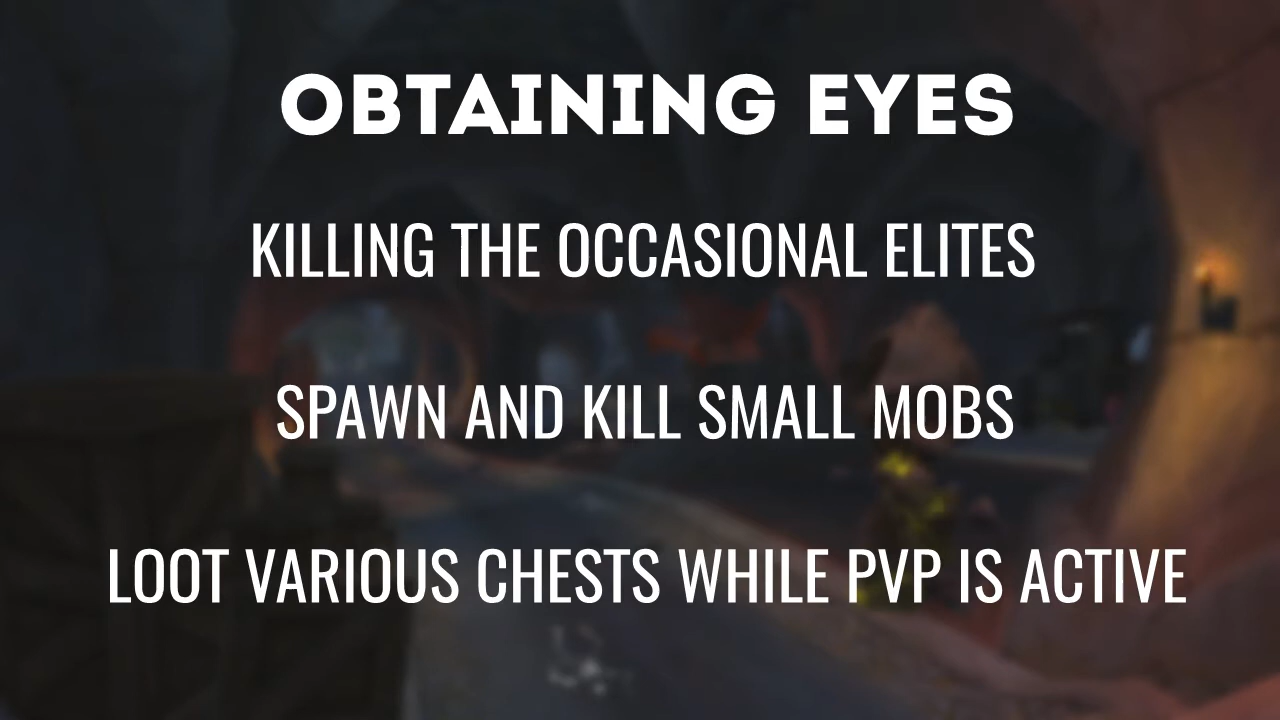 OBTAINING EYES
KILLING THE OCCASIONAL ELITES
SPAWN AND KILL SMALL MOBS
LOOT VARIOUS CHESTS WHILE PVP IS ACTIVE